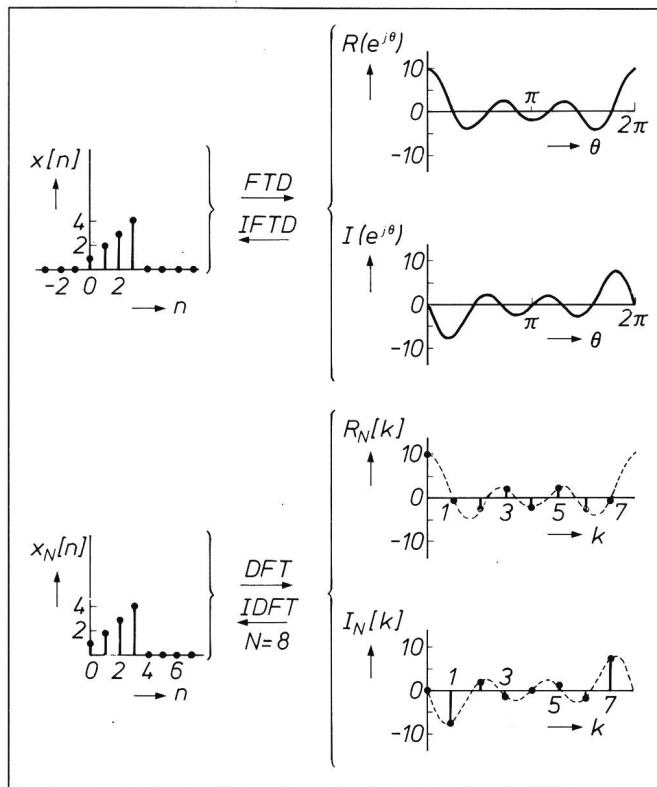 R(e^{jθ})
10
0
-10
π
2π
θ
x[n]
4
2
-2 0 2
n
FTD
IFTD
I(e^{jθ})
10
0
-10
π
2π
θ
R_N[k]
10
0
-10
1 3 5 7
k
x_N[n]
4
2
0 2 4 6
n
DFT
IDFT
N=8
I_N[k]
10
0
-10
1 3 5 7
k